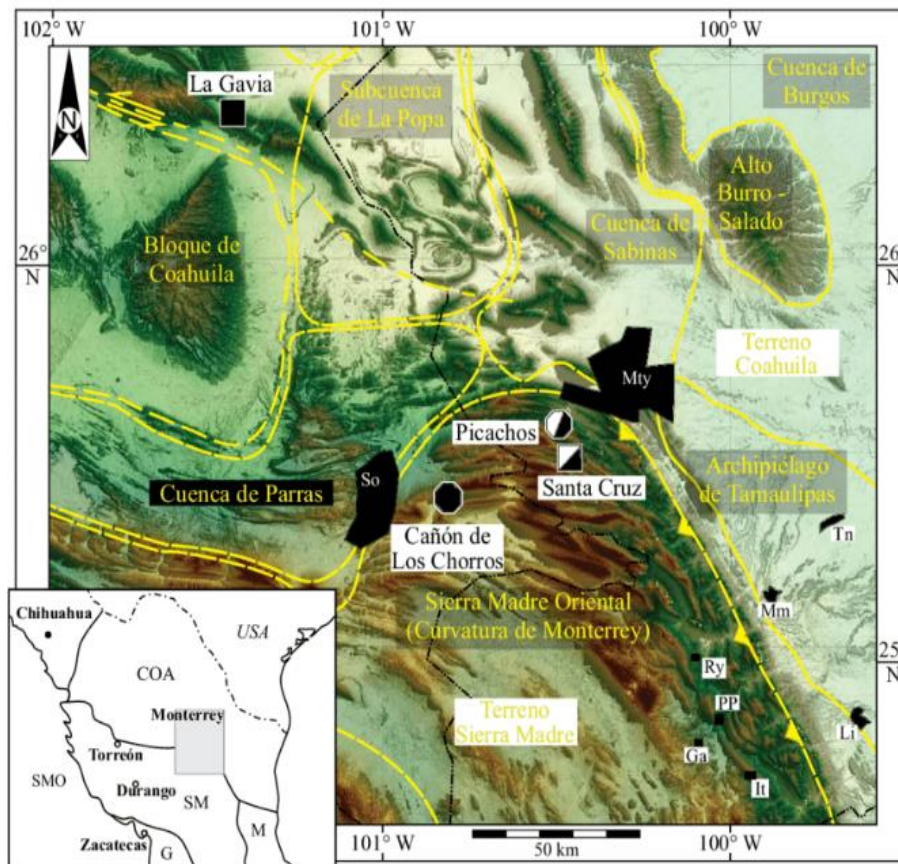 102° W
101° W
100° W
N
La Gavia
Subcuenca
de La Popa
Cuenca de
Burgos
Alto
Burro -
Salado
Bloque de
Coahuila
Cuenca de
Sabinas
26°
N
26°
N
Terreno
Coahuila
Mty
Picachos
Santa Cruz
So
Cuenca de Parras
Cañón de
Los Chorros
Archipiélago
de Tamaulipas
Tn
Mm
Sierra Madre Oriental
(Curvatura de Monterrey)
25°
N
Ry
PP
Li
Ga
It
Terreno
Sierra Madre
Chihuahua
USA
COA
Monterrey
Torreón
SMO
Durango
SM
Zacatecas
G
M
101° W
100° W
50 km